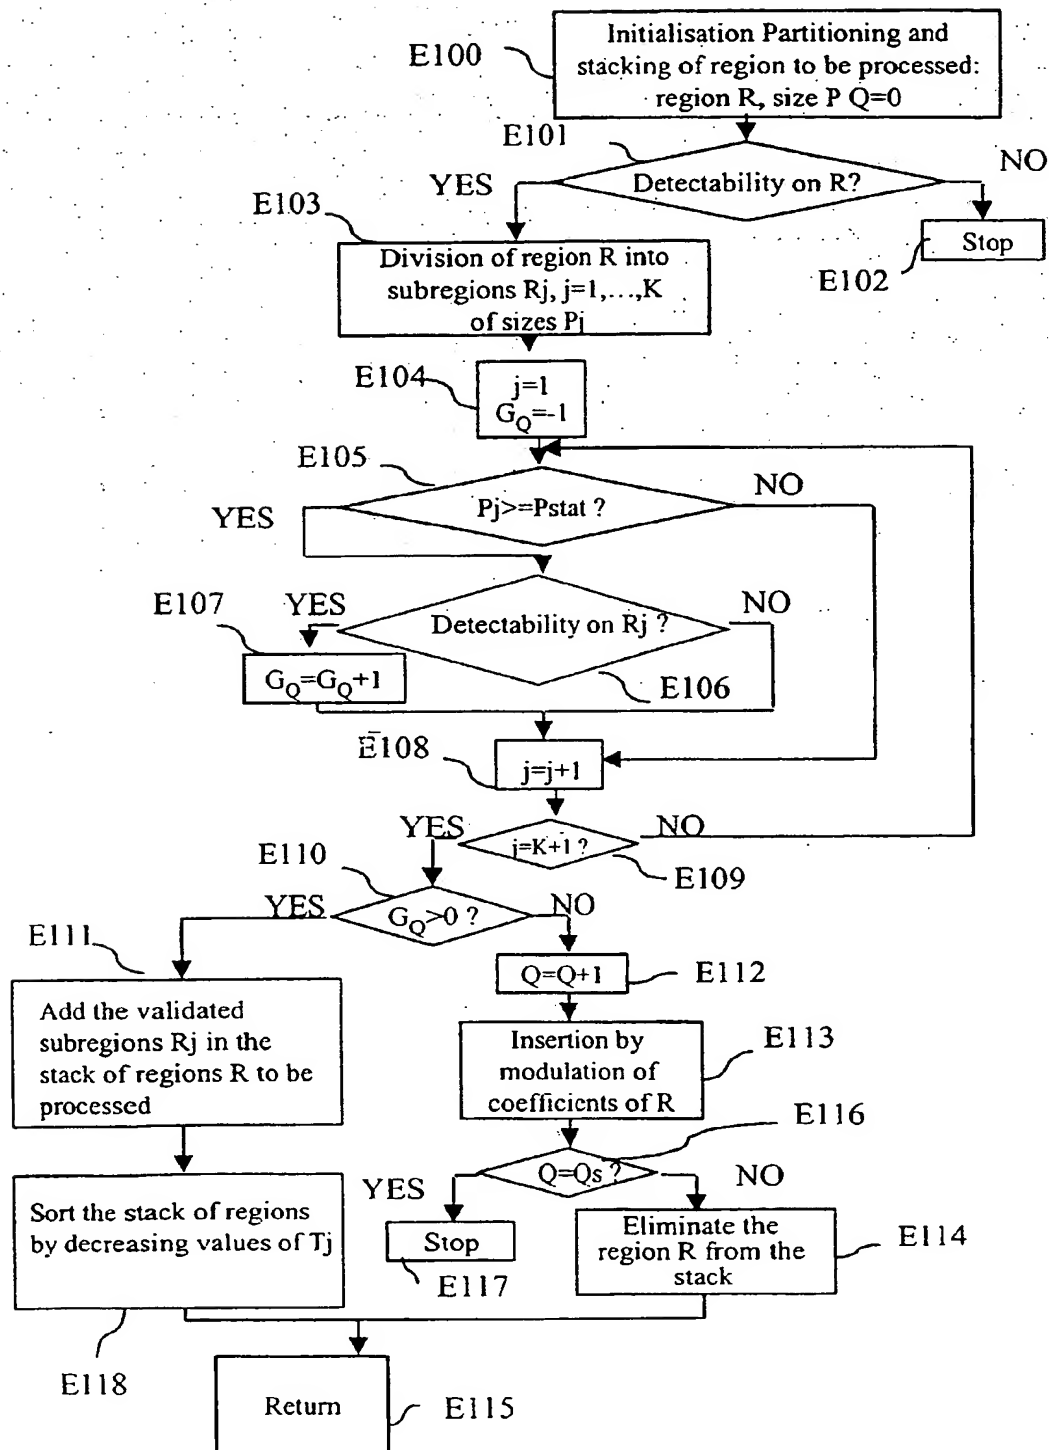 E100
Initialisation Partitioning and
stacking of region to be processed:
region R, size P Q=0
E101
YES
Detectability on R?
NO
E103
Stop
E102
Division of region R into
subregions Rj, j=1,...,K
of sizes Pj
E104
j=1
G_Q=-1
E105
Pj>=Pstat ?
NO
YES
E107
YES
Detectability on Rj ?
NO
G_Q=G_Q+1
E106
E108
j=j+1
YES
j=K+1 ?
NO
E109
E110
YES
G_Q>0 ?
NO
E111
Q=Q+1
E112
Add the validated
subregions Rj in the
stack of regions R to be
processed
Insertion by
modulation of
coefficients of R
E113
E116
Q=Qs ?
YES
NO
Sort the stack of regions
by decreasing values of Tj
Stop
E117
Eliminate the
region R from the
stack
E114
E118
Return
E115